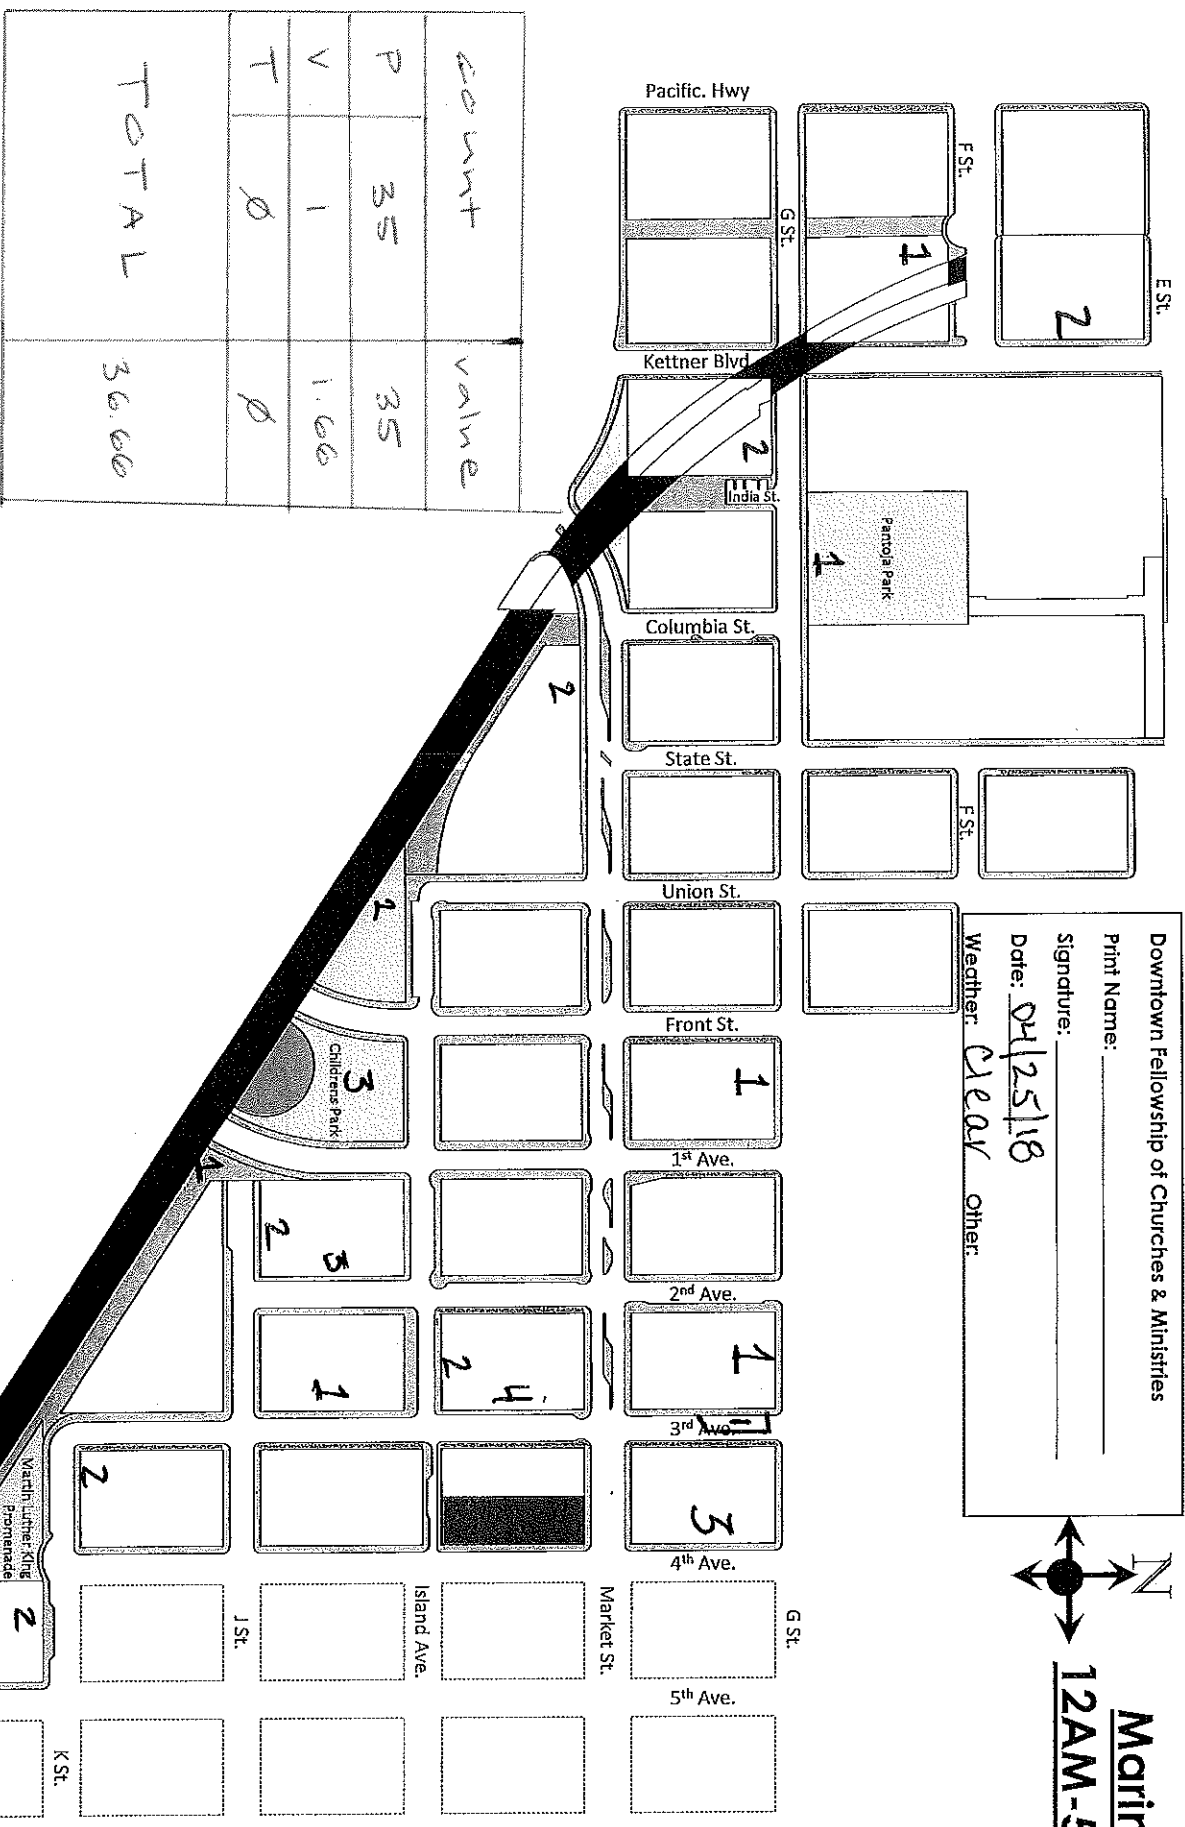 Marin
12AM-5
N
Downtown Fellowship of Churches & Ministries
Print Name:
Signature:
Date: 04/25/18
Weather: Clear Other:
E St.
2
F St.
1
G St.
Pacific. Hwy
Kettner Blvd
2
India St.
Pantoja Park
1
Columbia St.
2
State St.
F St.
Union St.
2
Front St.
1
3
Childrens Park
1st Ave.
1
2
3
2nd Ave.
1
4
2
1
3rd Ave.
3
2
4th Ave.
Martin Luther King
Promenade
2
G St.
Market St.
Island Ave.
J St.
K St.
5th Ave.
count value
P 35 35
V 1 1.66
T Ø Ø
TOTAL 36.66